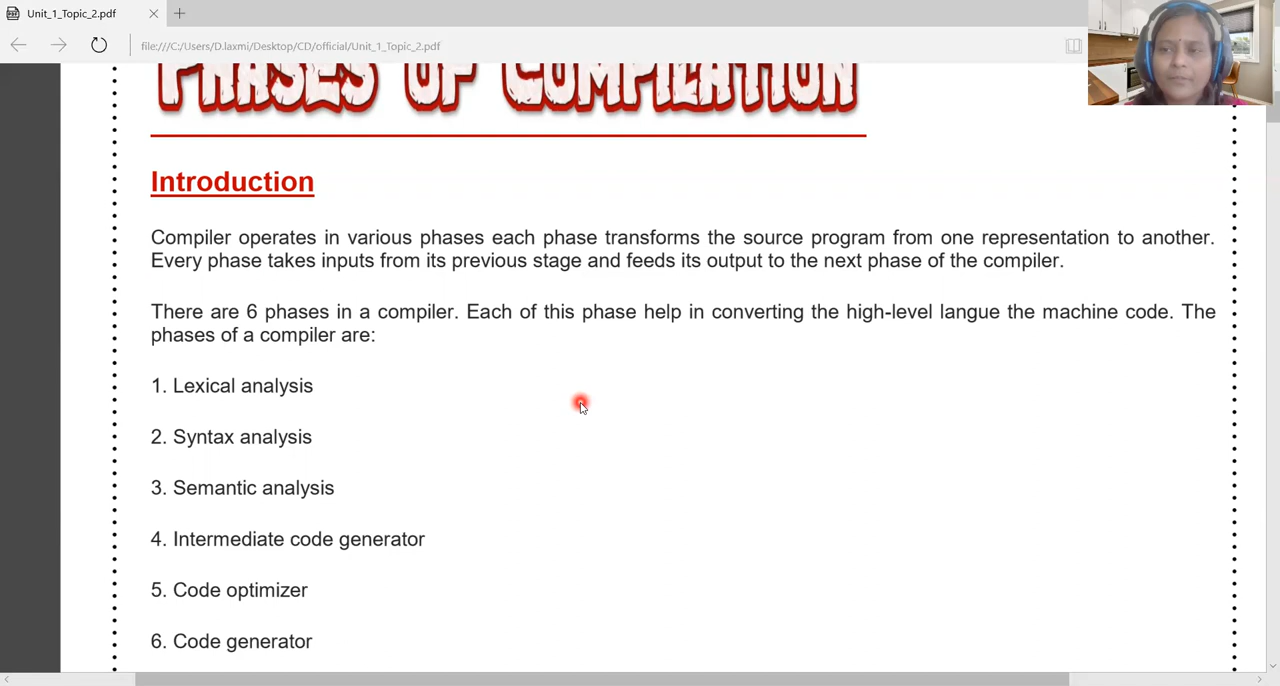 Unit_1_Topic_2.pdf
file:///C:/Users/D.laxmi/Desktop/CD/official/Unit_1_Topic_2.pdf
PHASES OF COMPILATION
Introduction
Compiler operates in various phases each phase transforms the source program from one representation to another.
Every phase takes inputs from its previous stage and feeds its output to the next phase of the compiler.
There are 6 phases in a compiler. Each of this phase help in converting the high-level langue the machine code. The
phases of a compiler are:
1. Lexical analysis
2. Syntax analysis
3. Semantic analysis
4. Intermediate code generator
5. Code optimizer
6. Code generator